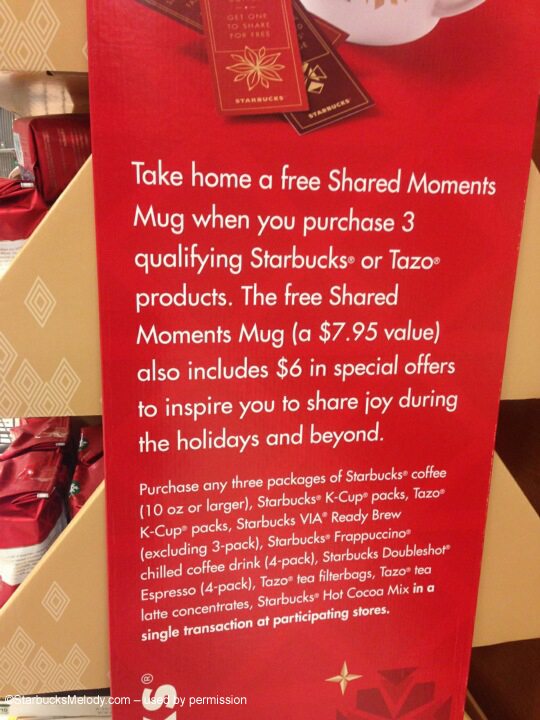 GET ONE
TO SHARE
FOR FREE
STARBUCKS
STARBUCKS
Take home a free Shared Moments
Mug when you purchase 3
qualifying Starbucks® or Tazo®
products. The free Shared
Moments Mug (a $7.95 value)
also includes $6 in special offers
to inspire you to share joy during
the holidays and beyond.
Purchase any three packages of Starbucks® coffee
(10 oz or larger), Starbucks® K-Cup® packs, Tazo®
K-Cup® packs, Starbucks VIA® Ready Brew
(excluding 3-pack), Starbucks® Frappuccino®
chilled coffee drink (4-pack), Starbucks Doubleshot®
Espresso (4-pack), Tazo® tea filterbags, Tazo® tea
latte concentrates, Starbucks® Hot Cocoa Mix in a
single transaction at participating stores.
KS®
©StarbucksMelody.com – used by permission